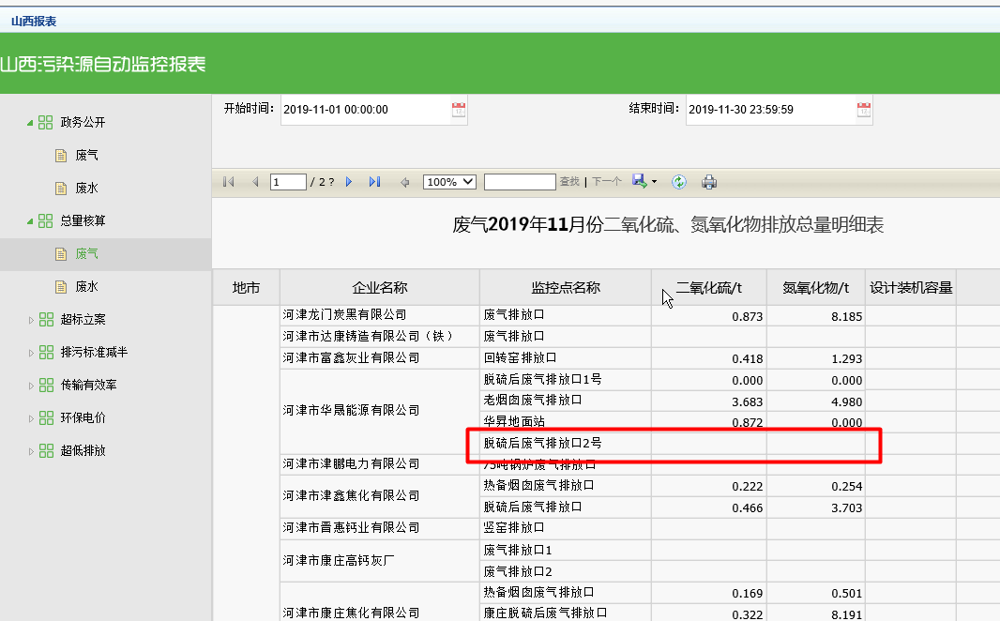 山西报表
山西污染源自动监控报表
政务公开
废气
废水
总量核算
废气
废水
超标立案
排污标准减半
传输有效率
环保电价
超低排放
开始时间： 2019-11-01 00:00:00 结束时间： 2019-11-30 23:59:59
1 / 2 ? 100% 查找 | 下一个
废气2019年11月份二氧化硫、氮氧化物排放总量明细表
地市 企业名称 监控点名称 二氧化硫/t 氮氧化物/t 设计装机容量
河津龙门炭黑有限公司 废气排放口 0.873 8.185
河津市达康铸造有限公司（铁） 废气排放口
河津市富鑫灰业有限公司 回转窑排放口 0.418 1.293
河津市华晟能源有限公司 脱硫后废气排放口1号 0.000 0.000
老烟囱废气排放口 3.683 4.980
华昇地面站 0.872 0.000
脱硫后废气排放口2号
河津市津鹏电力有限公司 75吨锅炉废气排放口
河津市津鑫焦化有限公司 热备烟囱废气排放口 0.222 0.254
脱硫后废气排放口 0.466 3.703
河津市晋惠钙业有限公司 竖窑排放口
河津市康庄高钙灰厂 废气排放口1
废气排放口2
河津市康庄焦化有限公司 热备烟囱废气排放口 0.169 0.501
康庄脱硫后废气排放口 0.322 8.191